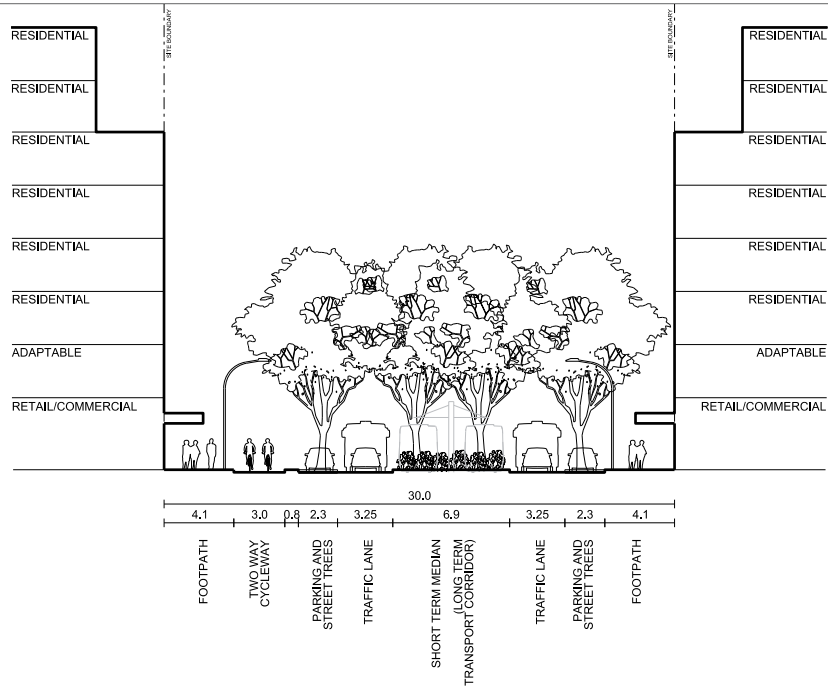 SITE BOUNDARY
SITE BOUNDARY
RESIDENTIAL
RESIDENTIAL
RESIDENTIAL
RESIDENTIAL
RESIDENTIAL
RESIDENTIAL
RESIDENTIAL
RESIDENTIAL
RESIDENTIAL
RESIDENTIAL
RESIDENTIAL
RESIDENTIAL
ADAPTABLE
ADAPTABLE
RETAIL/COMMERCIAL
RETAIL/COMMERCIAL
30.0
4.1 3.0 0.8 2.3 3.25 6.9 3.25 2.3 4.1
FOOTPATH
TWO WAY
CYCLEWAY
PARKING AND
STREET TREES
TRAFFIC LANE
SHORT TERM MEDIAN
(LONG TERM
TRANSPORT CORRIDOR)
TRAFFIC LANE
PARKING AND
STREET TREES
FOOTPATH